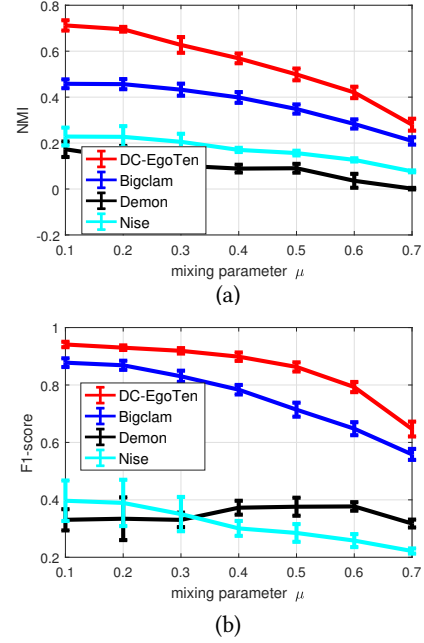 0.8
0.6
0.4
0.2
0
-0.2
NMI
DC-EgoTen
Bigclam
Demon
Nise
0.1 0.2 0.3 0.4 0.5 0.6 0.7
mixing parameter μ
(a)
1
0.8
0.6
0.4
0.2
F1-score
DC-EgoTen
Bigclam
Demon
Nise
0.1 0.2 0.3 0.4 0.5 0.6 0.7
mixing parameter μ
(b)